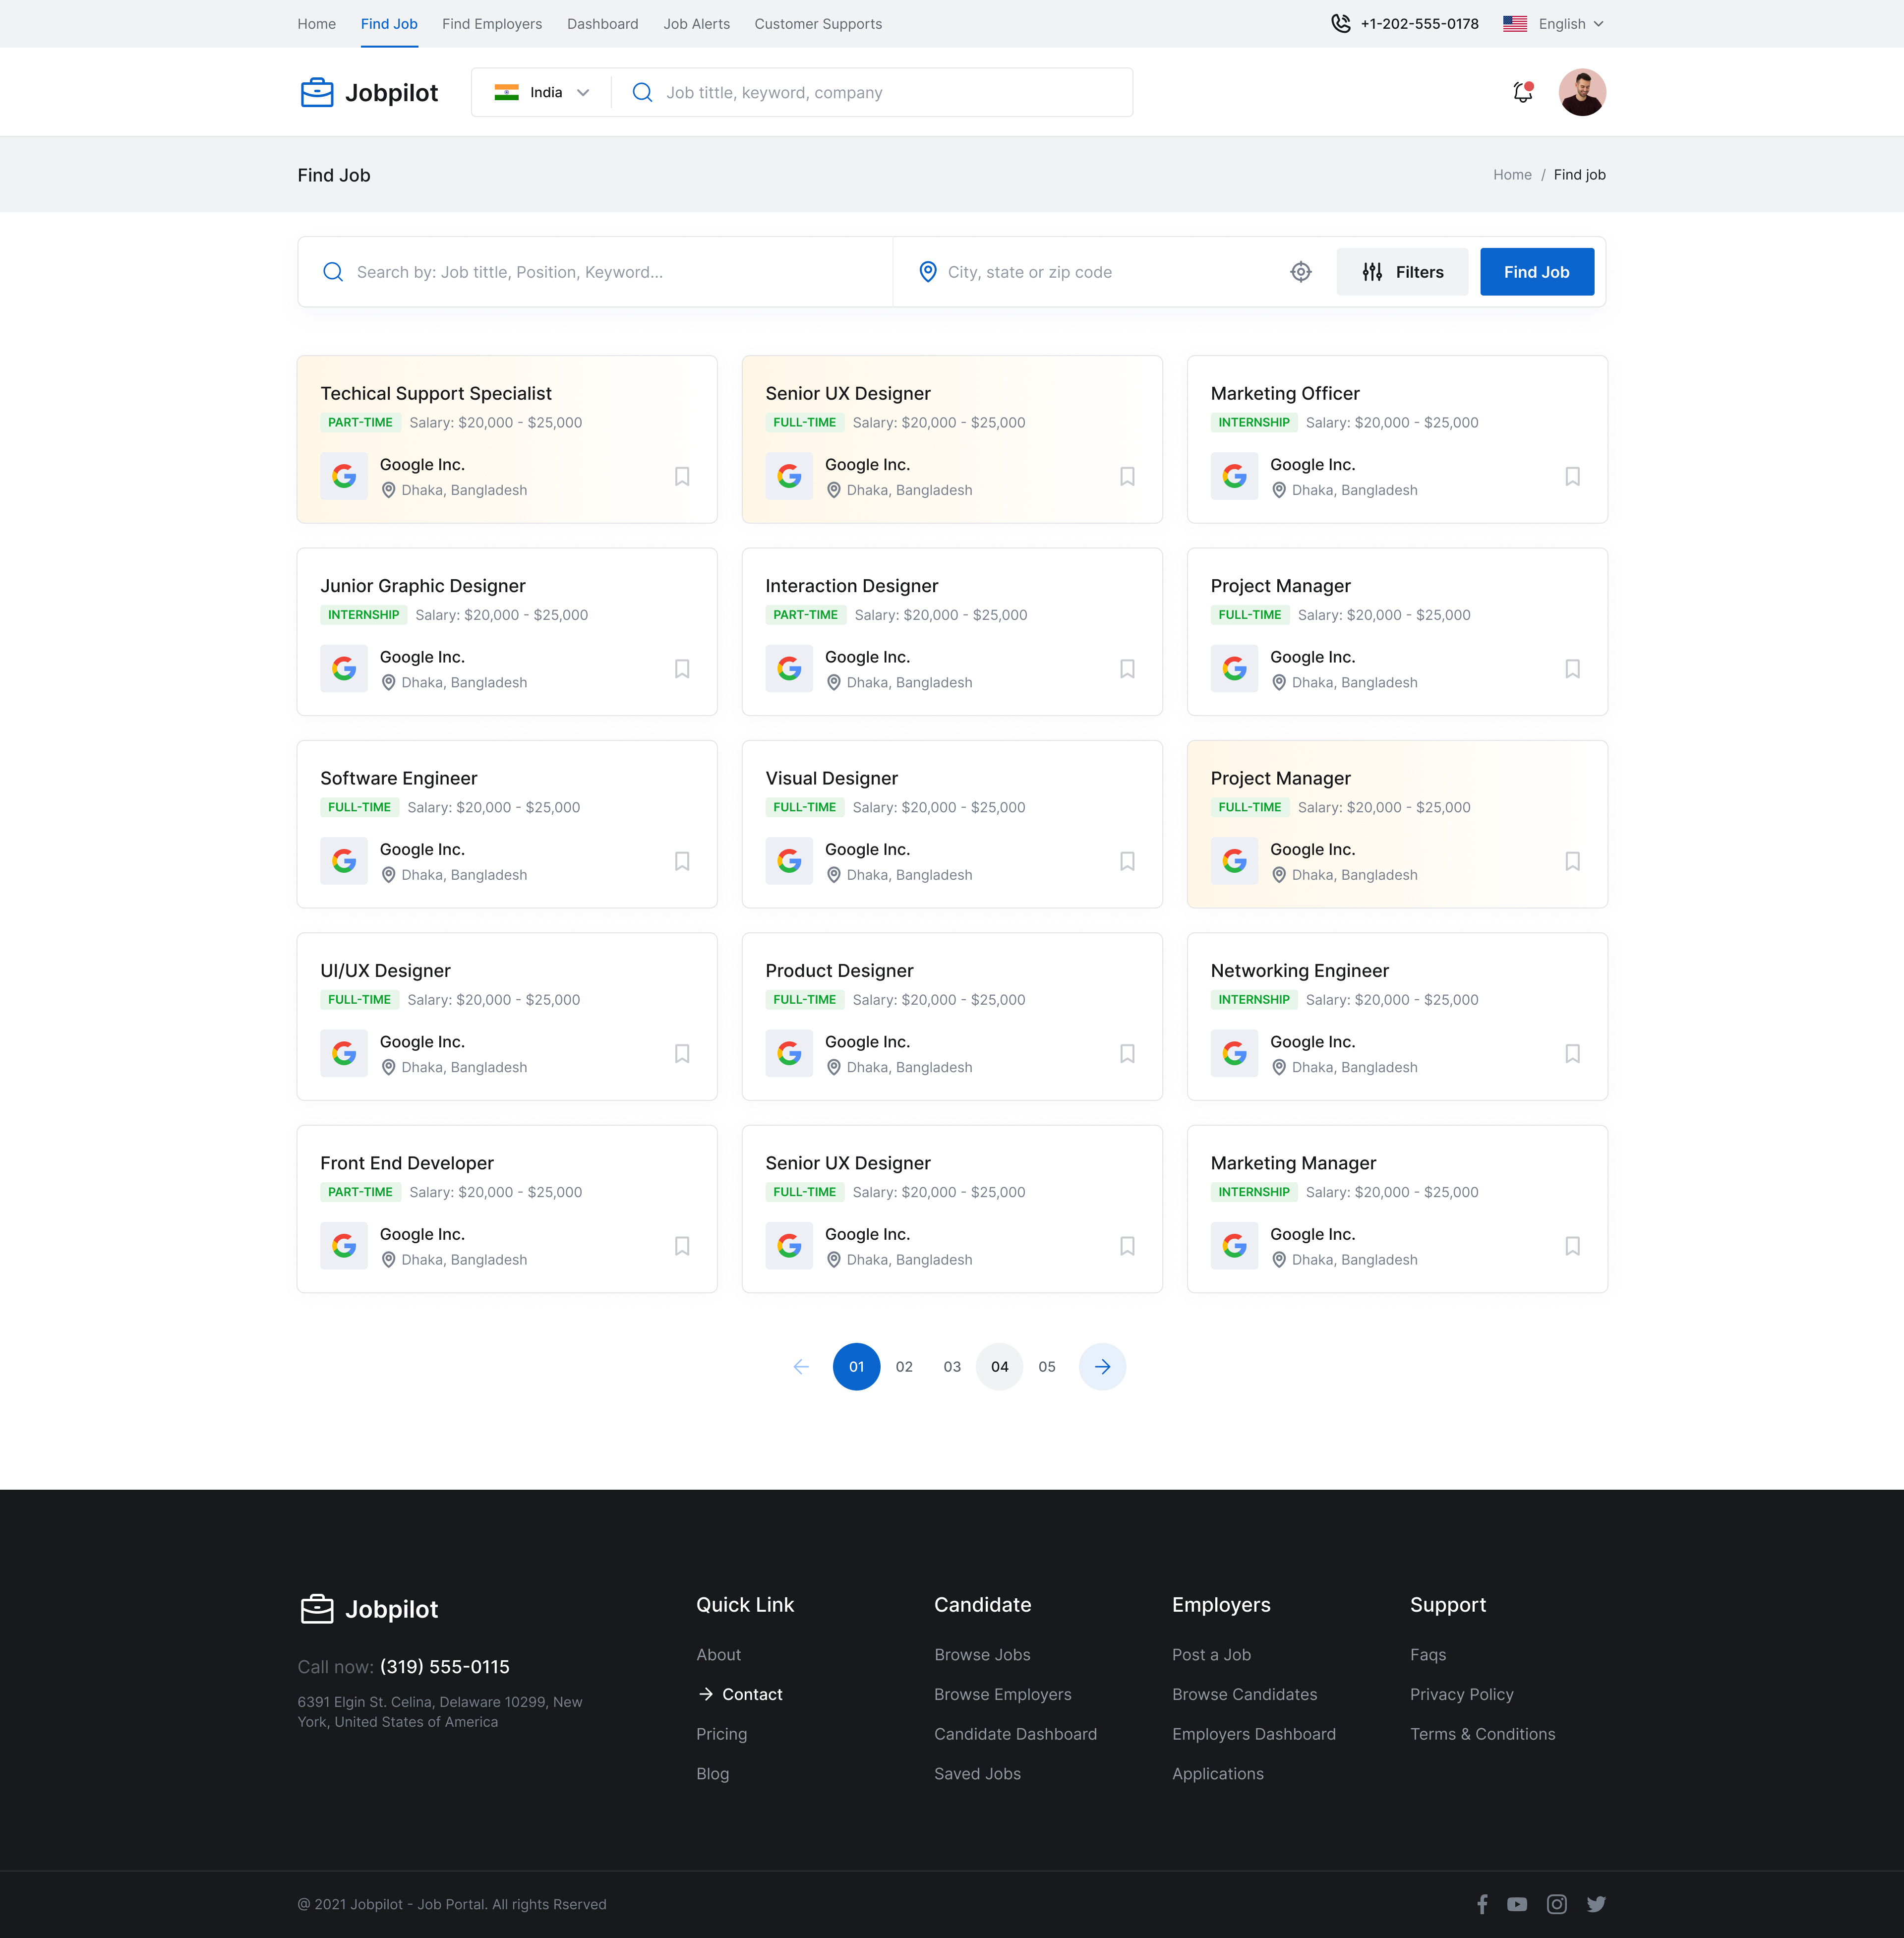 Home Find Job Find Employers Dashboard Job Alerts Customer Supports +1-202-555-0178 English
Jobpilot India Job tittle, keyword, company
Find Job Home / Find job
Search by: Job tittle, Position, Keyword... City, state or zip code Filters Find Job
Techical Support Specialist
PART-TIME Salary: $20,000 - $25,000
Google Inc.
Dhaka, Bangladesh
Senior UX Designer
FULL-TIME Salary: $20,000 - $25,000
Google Inc.
Dhaka, Bangladesh
Marketing Officer
INTERNSHIP Salary: $20,000 - $25,000
Google Inc.
Dhaka, Bangladesh
Junior Graphic Designer
INTERNSHIP Salary: $20,000 - $25,000
Google Inc.
Dhaka, Bangladesh
Interaction Designer
PART-TIME Salary: $20,000 - $25,000
Google Inc.
Dhaka, Bangladesh
Project Manager
FULL-TIME Salary: $20,000 - $25,000
Google Inc.
Dhaka, Bangladesh
Software Engineer
FULL-TIME Salary: $20,000 - $25,000
Google Inc.
Dhaka, Bangladesh
Visual Designer
FULL-TIME Salary: $20,000 - $25,000
Google Inc.
Dhaka, Bangladesh
Project Manager
FULL-TIME Salary: $20,000 - $25,000
Google Inc.
Dhaka, Bangladesh
UI/UX Designer
FULL-TIME Salary: $20,000 - $25,000
Google Inc.
Dhaka, Bangladesh
Product Designer
FULL-TIME Salary: $20,000 - $25,000
Google Inc.
Dhaka, Bangladesh
Networking Engineer
INTERNSHIP Salary: $20,000 - $25,000
Google Inc.
Dhaka, Bangladesh
Front End Developer
PART-TIME Salary: $20,000 - $25,000
Google Inc.
Dhaka, Bangladesh
Senior UX Designer
FULL-TIME Salary: $20,000 - $25,000
Google Inc.
Dhaka, Bangladesh
Marketing Manager
INTERNSHIP Salary: $20,000 - $25,000
Google Inc.
Dhaka, Bangladesh
01 02 03 04 05
Jobpilot
Call now: (319) 555-0115
6391 Elgin St. Celina, Delaware 10299, New
York, United States of America
Quick Link
About
Contact
Pricing
Blog
Candidate
Browse Jobs
Browse Employers
Candidate Dashboard
Saved Jobs
Employers
Post a Job
Browse Candidates
Employers Dashboard
Applications
Support
Faqs
Privacy Policy
Terms & Conditions
@ 2021 Jobpilot - Job Portal. All rights Rserved